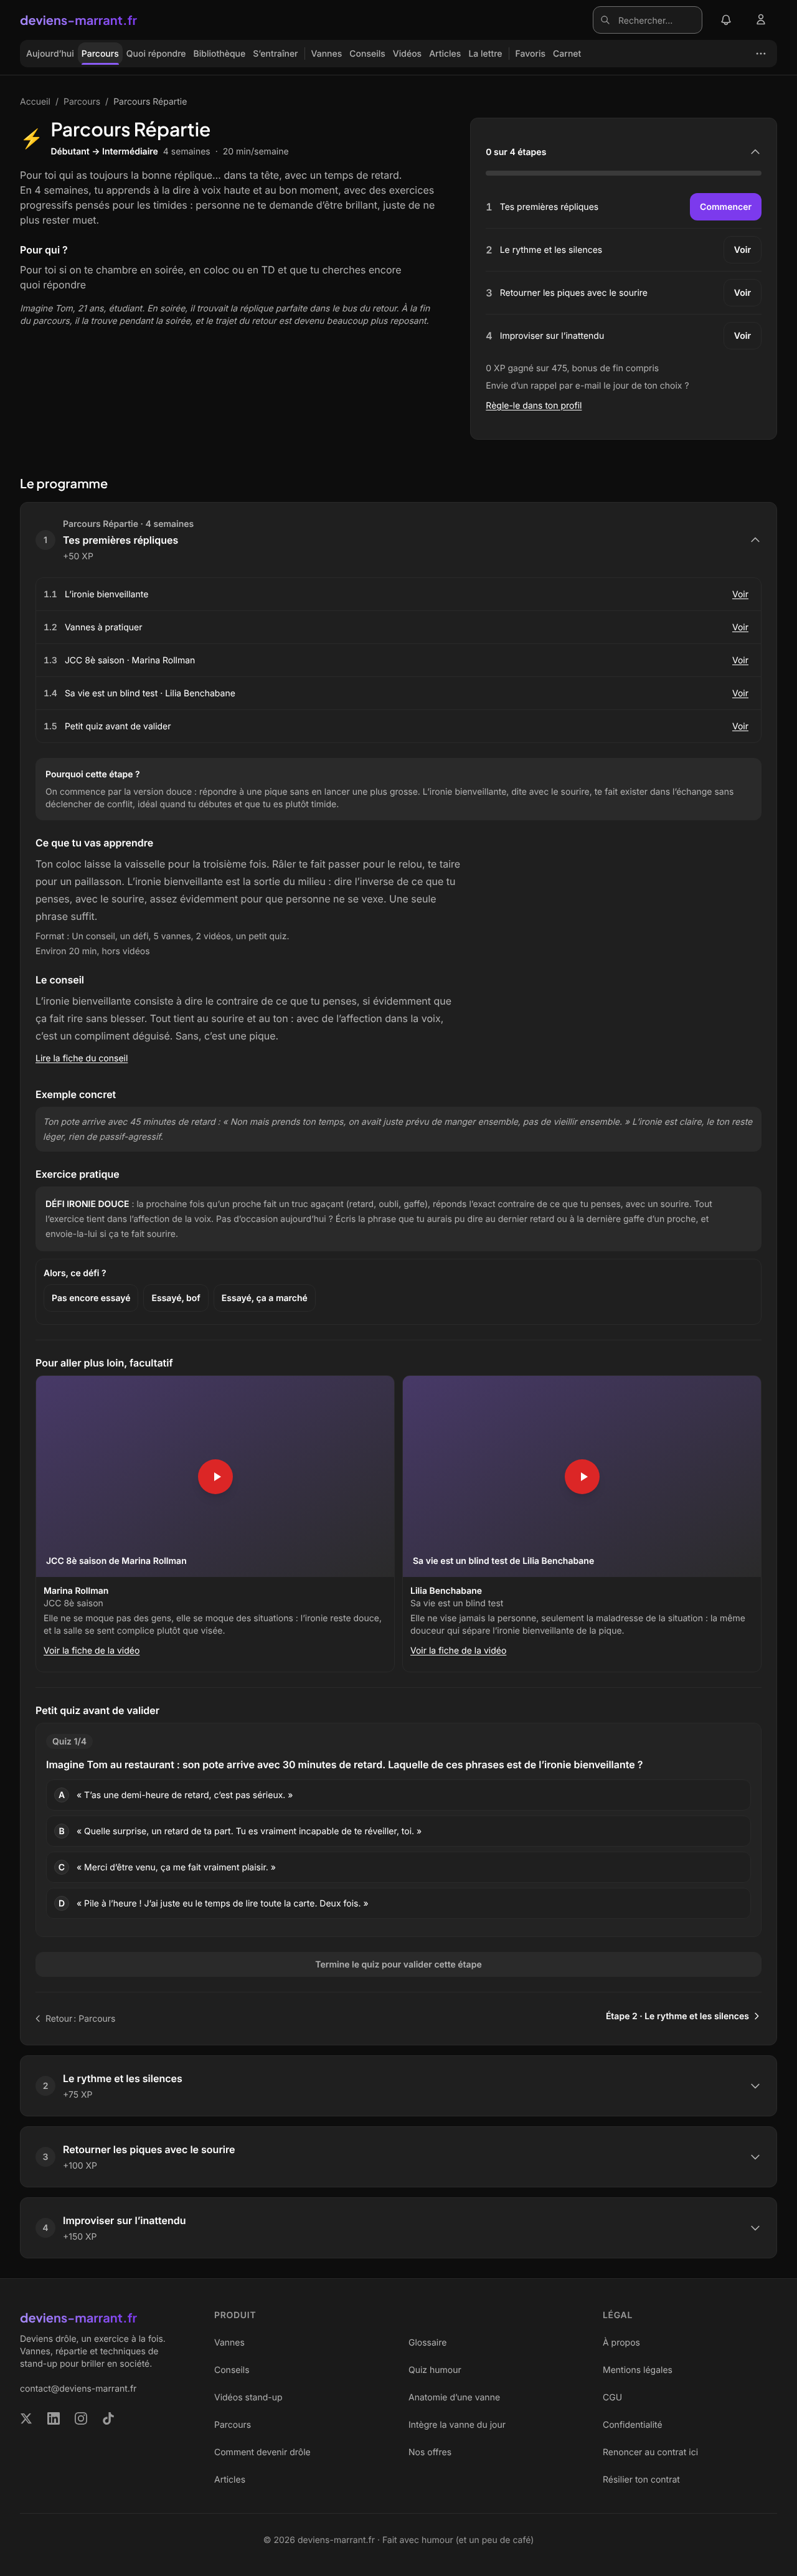 deviens-marrant.fr
Rechercher...
Aujourd'hui Parcours Quoi répondre Bibliothèque S'entraîner Vannes Conseils Vidéos Articles La lettre Favoris Carnet
Accueil / Parcours / Parcours Répartie
⚡ Parcours Répartie
Débutant → Intermédiaire 4 semaines · 20 min/semaine
Pour toi qui as toujours la bonne réplique… dans ta tête, avec un temps de retard.
En 4 semaines, tu apprends à la dire à voix haute et au bon moment, avec des exercices
progressifs pensés pour les timides : personne ne te demande d'être brillant, juste de ne
plus rester muet.
Pour qui ?
Pour toi si on te chambre en soirée, en coloc ou en TD et que tu cherches encore
quoi répondre
Imagine Tom, 21 ans, étudiant. En soirée, il trouvait la réplique parfaite dans le bus du retour. À la fin
du parcours, il la trouve pendant la soirée, et le trajet du retour est devenu beaucoup plus reposant.
0 sur 4 étapes
1 Tes premières répliques Commencer
2 Le rythme et les silences Voir
3 Retourner les piques avec le sourire Voir
4 Improviser sur l'inattendu Voir
0 XP gagné sur 475, bonus de fin compris
Envie d'un rappel par e-mail le jour de ton choix ?
Règle-le dans ton profil
Le programme
Parcours Répartie · 4 semaines
1 Tes premières répliques
+50 XP
1.1 L'ironie bienveillante Voir
1.2 Vannes à pratiquer Voir
1.3 JCC 8è saison · Marina Rollman Voir
1.4 Sa vie est un blind test · Lilia Benchabane Voir
1.5 Petit quiz avant de valider Voir
Pourquoi cette étape ?
On commence par la version douce : répondre à une pique sans en lancer une plus grosse. L'ironie bienveillante, dite avec le sourire, te fait exister dans l'échange sans
déclencher de conflit, idéal quand tu débutes et que tu es plutôt timide.
Ce que tu vas apprendre
Ton coloc laisse la vaisselle pour la troisième fois. Râler te fait passer pour le relou, te taire
pour un paillasson. L'ironie bienveillante est la sortie du milieu : dire l'inverse de ce que tu
penses, avec le sourire, assez évidemment pour que personne ne se vexe. Une seule
phrase suffit.
Format : Un conseil, un défi, 5 vannes, 2 vidéos, un petit quiz.
Environ 20 min, hors vidéos
Le conseil
L'ironie bienveillante consiste à dire le contraire de ce que tu penses, si évidemment que
ça fait rire sans blesser. Tout tient au sourire et au ton : avec de l'affection dans la voix,
c'est un compliment déguisé. Sans, c'est une pique.
Lire la fiche du conseil
Exemple concret
Ton pote arrive avec 45 minutes de retard : « Non mais prends ton temps, on avait juste prévu de manger ensemble, pas de vieillir ensemble. » L'ironie est claire, le ton reste
léger, rien de passif-agressif.
Exercice pratique
DÉFI IRONIE DOUCE : la prochaine fois qu'un proche fait un truc agaçant (retard, oubli, gaffe), réponds l'exact contraire de ce que tu penses, avec un sourire. Tout
l'exercice tient dans l'affection de la voix. Pas d'occasion aujourd'hui ? Écris la phrase que tu aurais pu dire au dernier retard ou à la dernière gaffe d'un proche, et
envoie-la-lui si ça te fait sourire.
Alors, ce défi ?
Pas encore essayé Essayé, bof Essayé, ça a marché
Pour aller plus loin, facultatif
JCC 8è saison de Marina Rollman
Marina Rollman
JCC 8è saison
Elle ne se moque pas des gens, elle se moque des situations : l'ironie reste douce,
et la salle se sent complice plutôt que visée.
Voir la fiche de la vidéo
Sa vie est un blind test de Lilia Benchabane
Lilia Benchabane
Sa vie est un blind test
Elle ne vise jamais la personne, seulement la maladresse de la situation : la même
douceur qui sépare l'ironie bienveillante de la pique.
Voir la fiche de la vidéo
Petit quiz avant de valider
Quiz 1/4
Imagine Tom au restaurant : son pote arrive avec 30 minutes de retard. Laquelle de ces phrases est de l'ironie bienveillante ?
A « T'as une demi-heure de retard, c'est pas sérieux. »
B « Quelle surprise, un retard de ta part. Tu es vraiment incapable de te réveiller, toi. »
C « Merci d'être venu, ça me fait vraiment plaisir. »
D « Pile à l'heure ! J'ai juste eu le temps de lire toute la carte. Deux fois. »
Termine le quiz pour valider cette étape
Retour : Parcours
Étape 2 · Le rythme et les silences
2 Le rythme et les silences
+75 XP
3 Retourner les piques avec le sourire
+100 XP
4 Improviser sur l'inattendu
+150 XP
deviens-marrant.fr
Deviens drôle, un exercice à la fois.
Vannes, répartie et techniques de
stand-up pour briller en société.
contact@deviens-marrant.fr
PRODUIT
Vannes
Conseils
Vidéos stand-up
Parcours
Comment devenir drôle
Articles
Glossaire
Quiz humour
Anatomie d'une vanne
Intègre la vanne du jour
Nos offres
LÉGAL
À propos
Mentions légales
CGU
Confidentialité
Renoncer au contrat ici
Résilier ton contrat
© 2026 deviens-marrant.fr · Fait avec humour (et un peu de café)